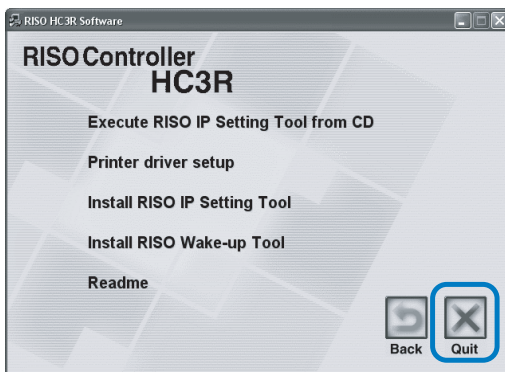 RISO HC3R Software
RISO Controller
HC3R
Execute RISO IP Setting Tool from CD
Printer driver setup
Install RISO IP Setting Tool
Install RISO Wake-up Tool
Readme
Back Quit